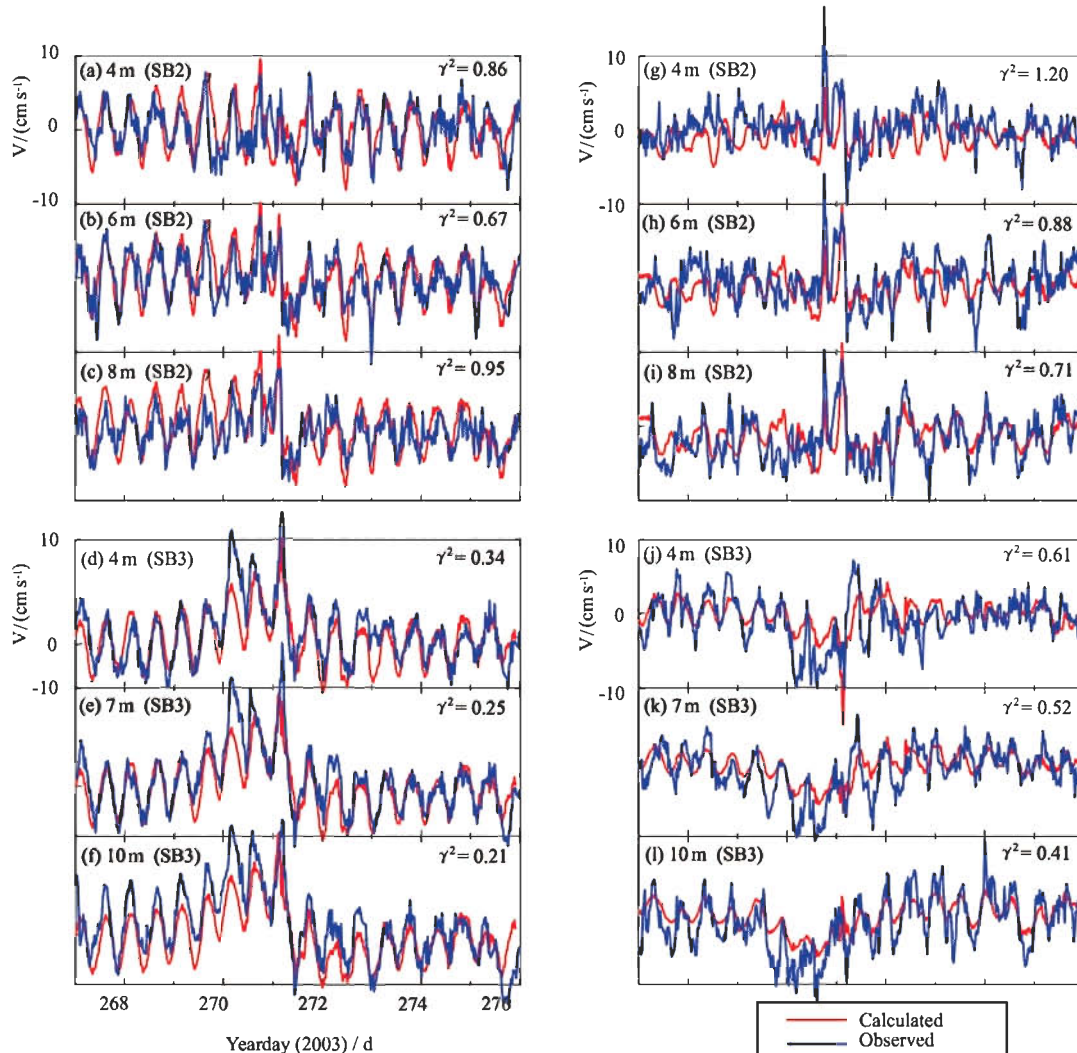 10
(a) 4 m (SB2)
γ² = 0.86
V/(cm s⁻¹)
0
-10
(b) 6 m (SB2)
γ² = 0.67
(c) 8 m (SB2)
γ² = 0.95
10
(d) 4 m (SB3)
γ² = 0.34
V/(cm s⁻¹)
0
-10
(e) 7 m (SB3)
γ² = 0.25
(f) 10 m (SB3)
γ² = 0.21
268 270 272 274 276
Yearday (2003) / d
10
(g) 4 m (SB2)
γ² = 1.20
V/(cm s⁻¹)
0
-10
(h) 6 m (SB2)
γ² = 0.88
(i) 8 m (SB2)
γ² = 0.71
10
(j) 4 m (SB3)
γ² = 0.61
V/(cm s⁻¹)
0
-10
(k) 7 m (SB3)
γ² = 0.52
(l) 10 m (SB3)
γ² = 0.41
Calculated
Observed